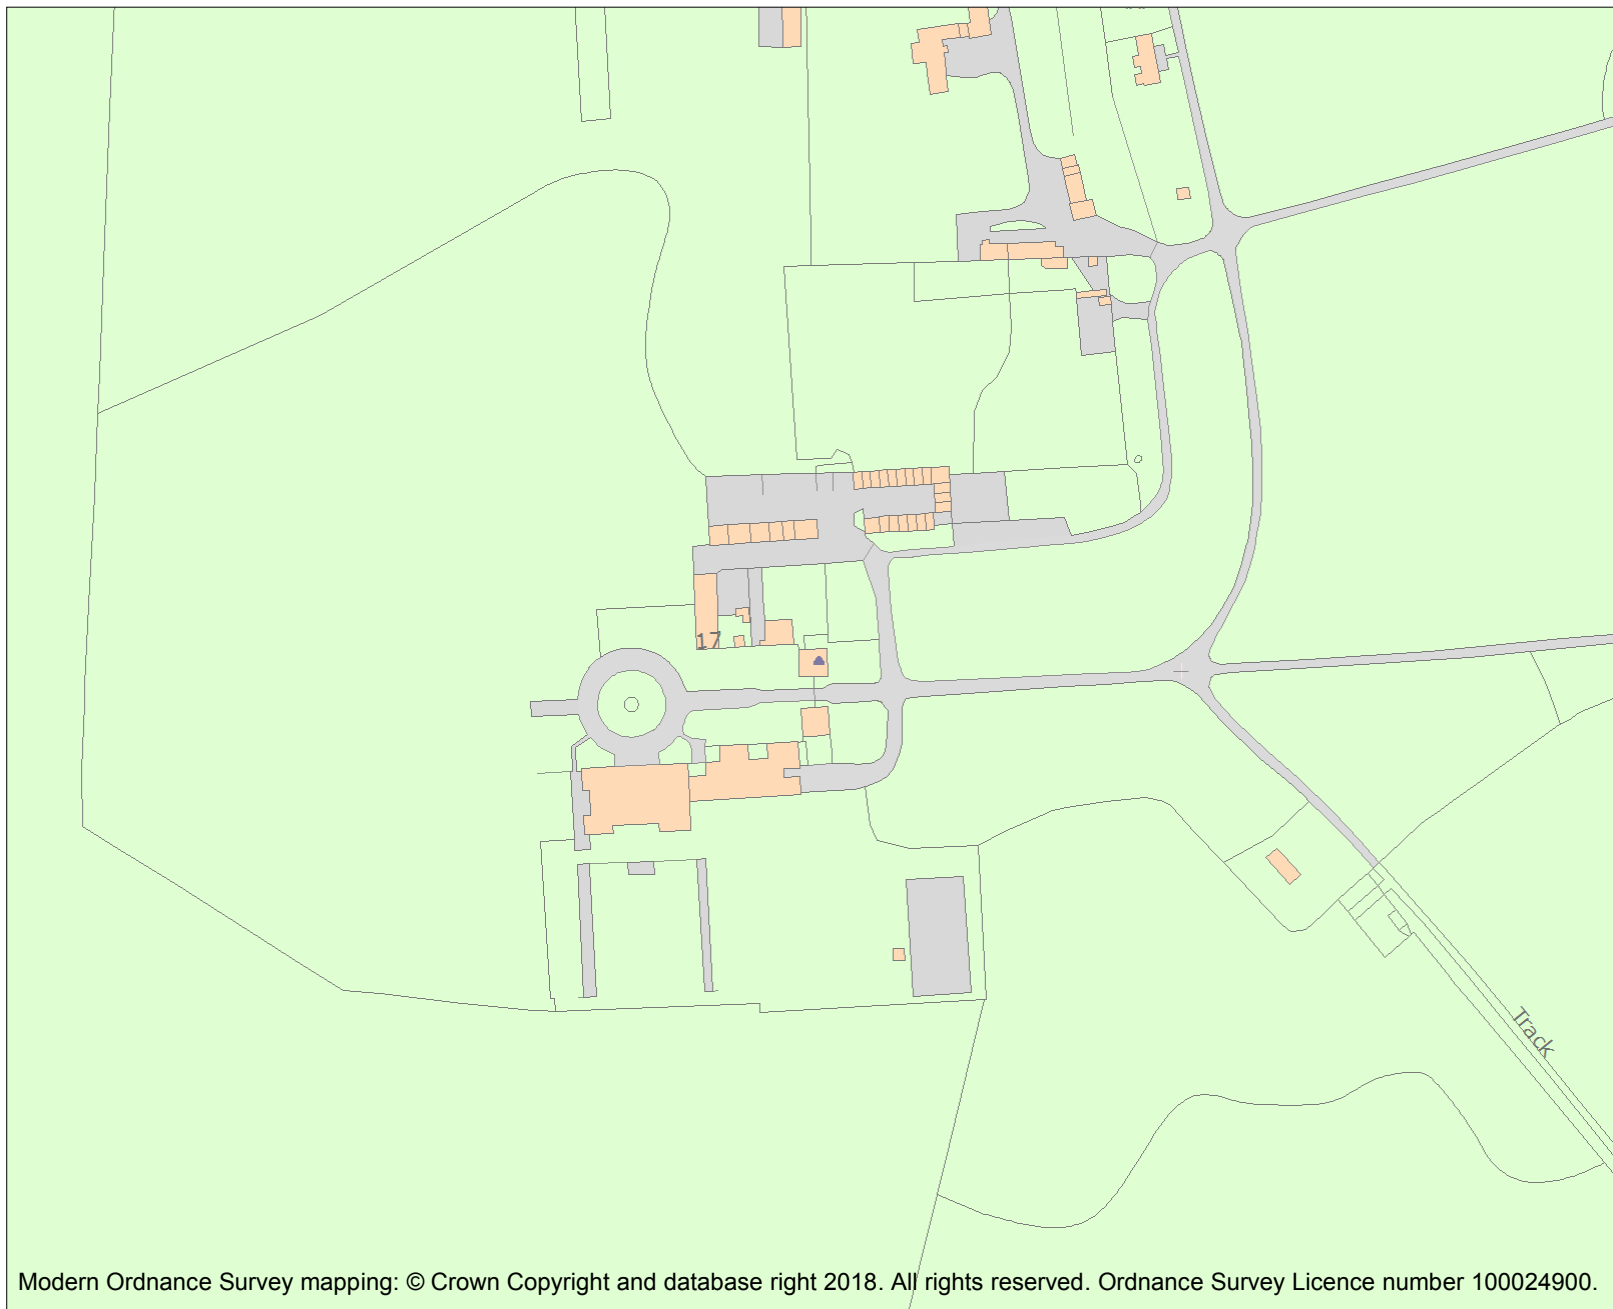 17
Track
Modern Ordnance Survey mapping: © Crown Copyright and database right 2018. All rights reserved. Ordnance Survey Licence number 100024900.